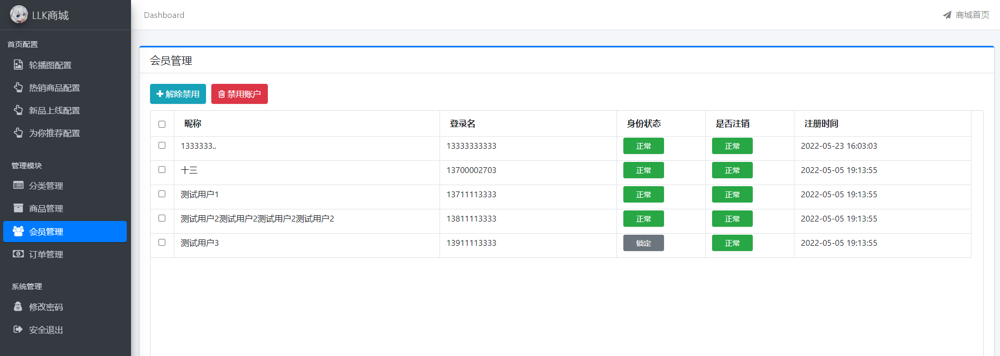 LLK商城
Dashboard
商城首页
首页配置
轮播图配置
热销商品配置
新品上线配置
为你推荐配置
管理模块
分类管理
商品管理
会员管理
订单管理
系统管理
修改密码
安全退出
会员管理
解除禁用 禁用账户
昵称 登录名 身份状态 是否注销 注册时间
1333333.. 13333333333 正常 正常 2022-05-23 16:03:03
十三 13700002703 正常 正常 2022-05-05 19:13:55
测试用户1 13711113333 正常 正常 2022-05-05 19:13:55
测试用户2测试用户2测试用户2测试用户2 13811113333 正常 正常 2022-05-05 19:13:55
测试用户3 13911113333 锁定 正常 2022-05-05 19:13:55